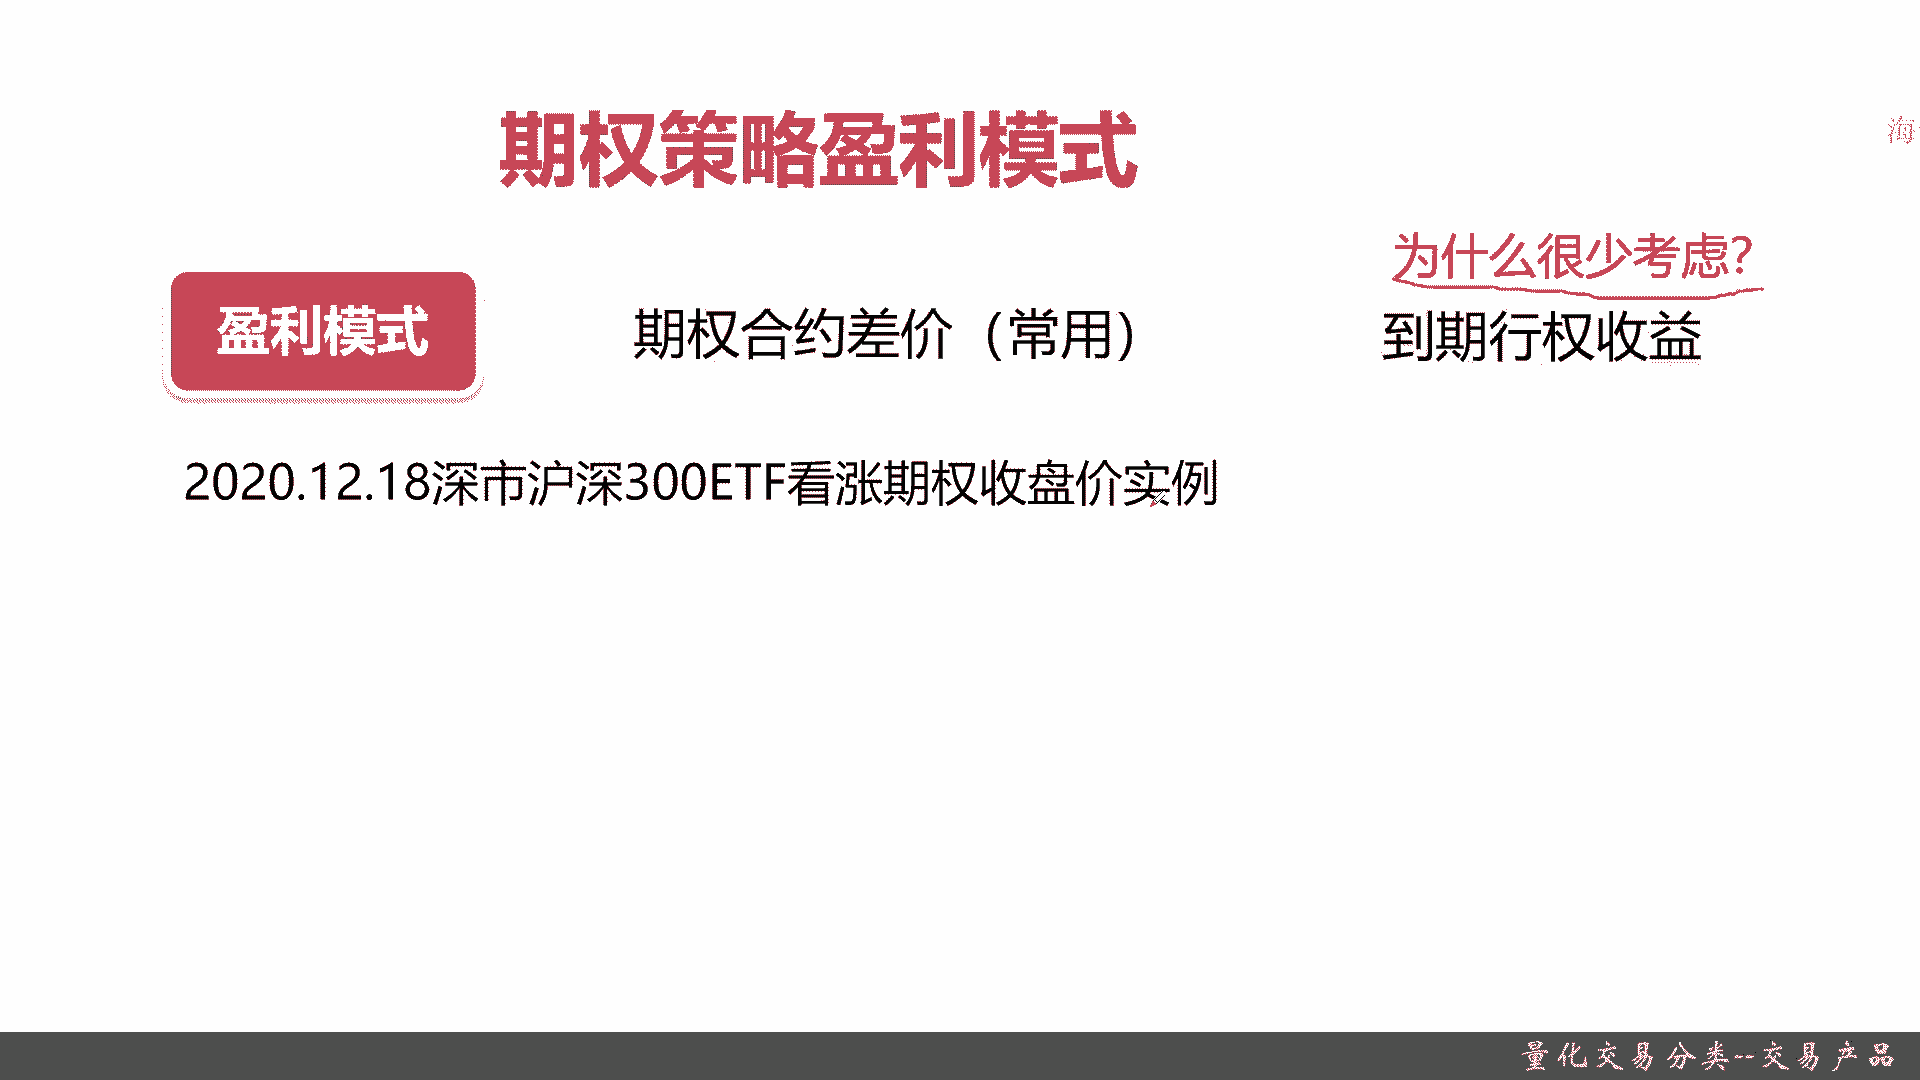 期权策略盈利模式
海
为什么很少考虑?
盈利模式
期权合约差价（常用）
到期行权收益
2020.12.18深市沪深300ETF看涨期权收盘价实例
量化交易分类--交易产品